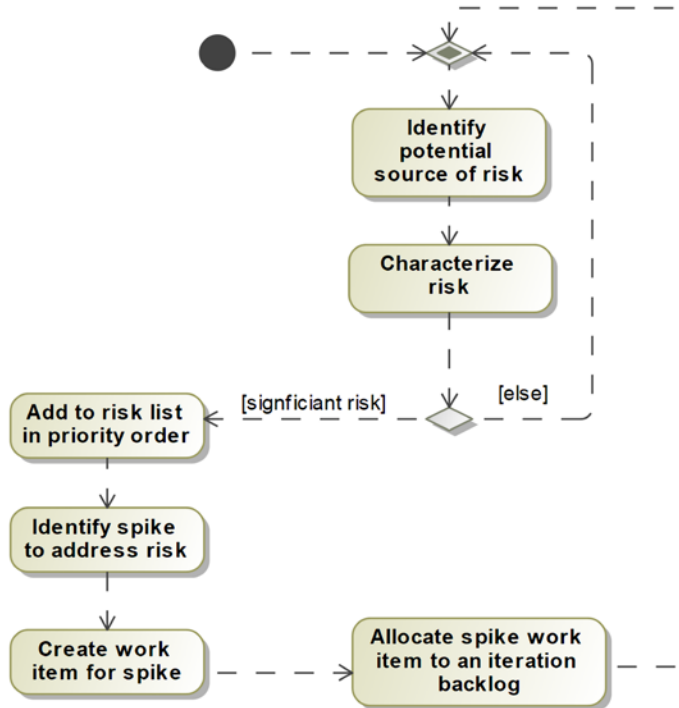 Identify
potential
source of risk
Characterize
risk
[signficiant risk]
[else]
Add to risk list
in priority order
Identify spike
to address risk
Create work
item for spike
Allocate spike work
item to an iteration
backlog